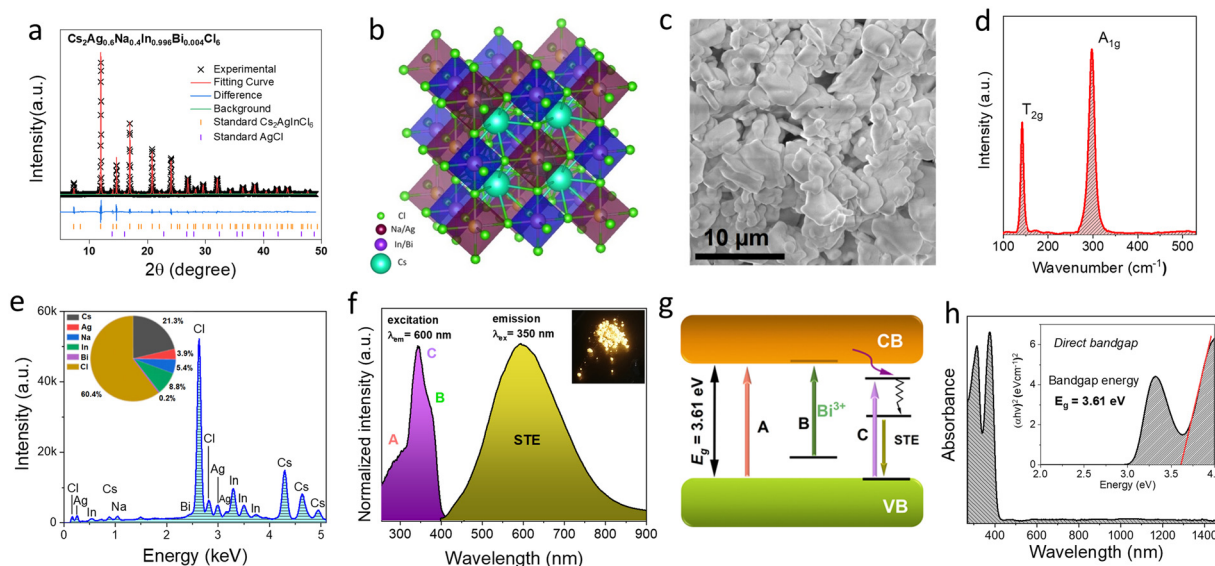 a
Cs2Ag0.6Na0.4In0.996Bi0.004Cl6
Experimental
Fitting Curve
Difference
Background
Standard Cs2AgInCl6
Standard AgCl
Intensity(a.u.)
10 20 30 40 50
2θ (degree)
b
Cl
Na/Ag
In/Bi
Cs
c
10 µm
d
A1g
T2g
Intensity (a.u.)
100 200 300 400 500
Wavenumber (cm-1)
e
60k
40k
20k
0
Intensity (a.u.)
Cs
Ag
Na
In
Bi
Cl
21.3%
3.9%
5.4%
8.8%
0.2%
60.4%
Cl
Cl
Ag
Ag
In
In
In
Bi
Cl
Ag
In
Cs
Na
Cs
Cs
Cs
0 1 2 3 4 5
Energy (keV)
f
excitation
λem= 600 nm
emission
λex= 350 nm
C
B
A
STE
Normalized intensity (a.u.)
300 400 500 600 700 800 900
Wavelength (nm)
g
CB
Eg = 3.61 eV
A
B
Bi3+
C
STE
VB
h
Absorbance
Direct bandgap
Bandgap energy
Eg = 3.61 eV
(αhν)2 (eVcm-1)2
0
2
4
6
2.0 2.5 3.0 3.5 4.0
Energy (eV)
400 600 800 1000 1200 1400
Wavelength (nm)